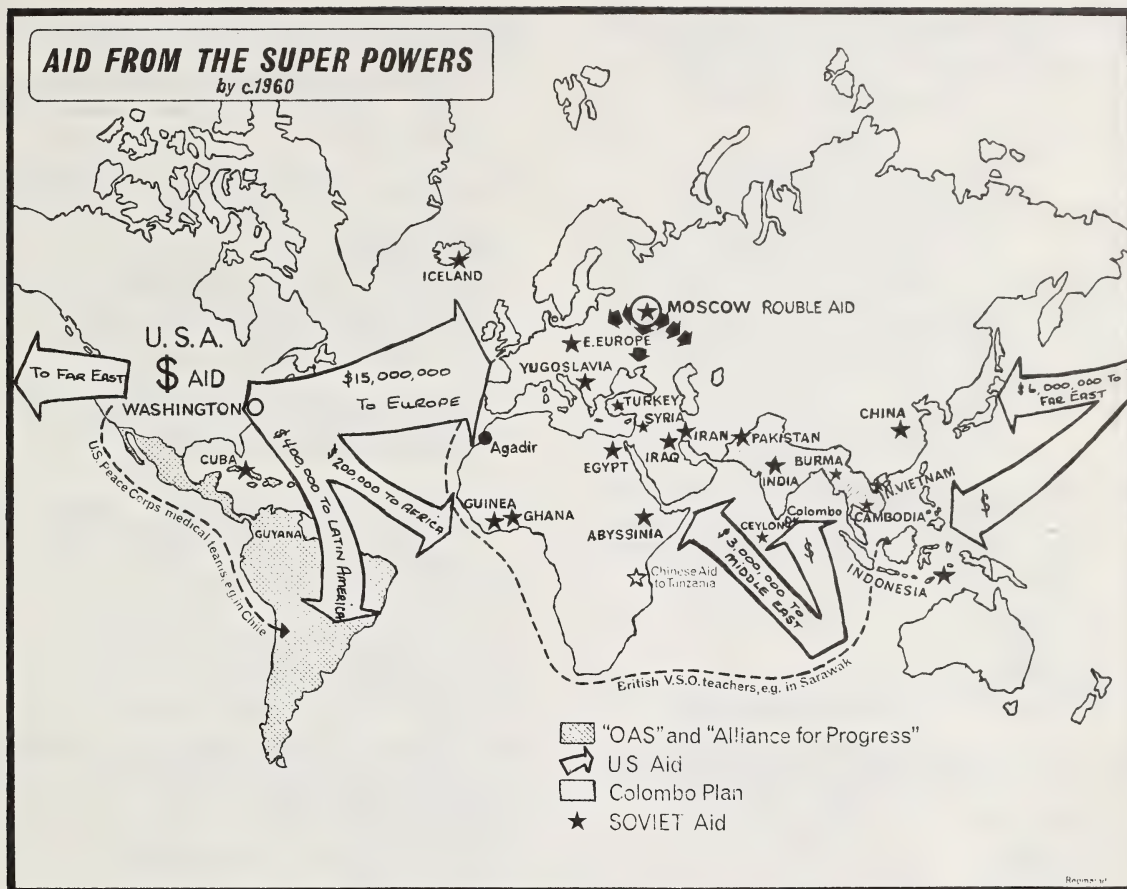 AID FROM THE SUPER POWERS
by c.1960
ICELAND
MOSCOW ROUBLE AID
U.S.A.
$ AID
WASHINGTON
TO FAR EAST
$15,000,000
TO EUROPE
E.EUROPE
YUGOSLAVIA
TURKEY
SYRIA
IRAN
PAKISTAN
CHINA
$6,000,000 TO
FAR EAST
Agadir
EGYPT
IRAQ
INDIA
BURMA
N.VIETNAM
CUBA
$400,000 TO LATIN AMERICA
$200,000 TO AFRICA
GUINEA
GHANA
ABYSSINIA
CEYLON
Colombo
CAMBODIA
$
$
GUYANA
$3,000,000 TO
MIDDLE EAST
Chinese Aid
to Tanzania
INDONESIA
U.S. Peace Corps medical teams, e.g. in Chile
British V.S.O. teachers, e.g. in Sarawak
"OAS" and "Alliance for Progress"
US Aid
Colombo Plan
SOVIET Aid